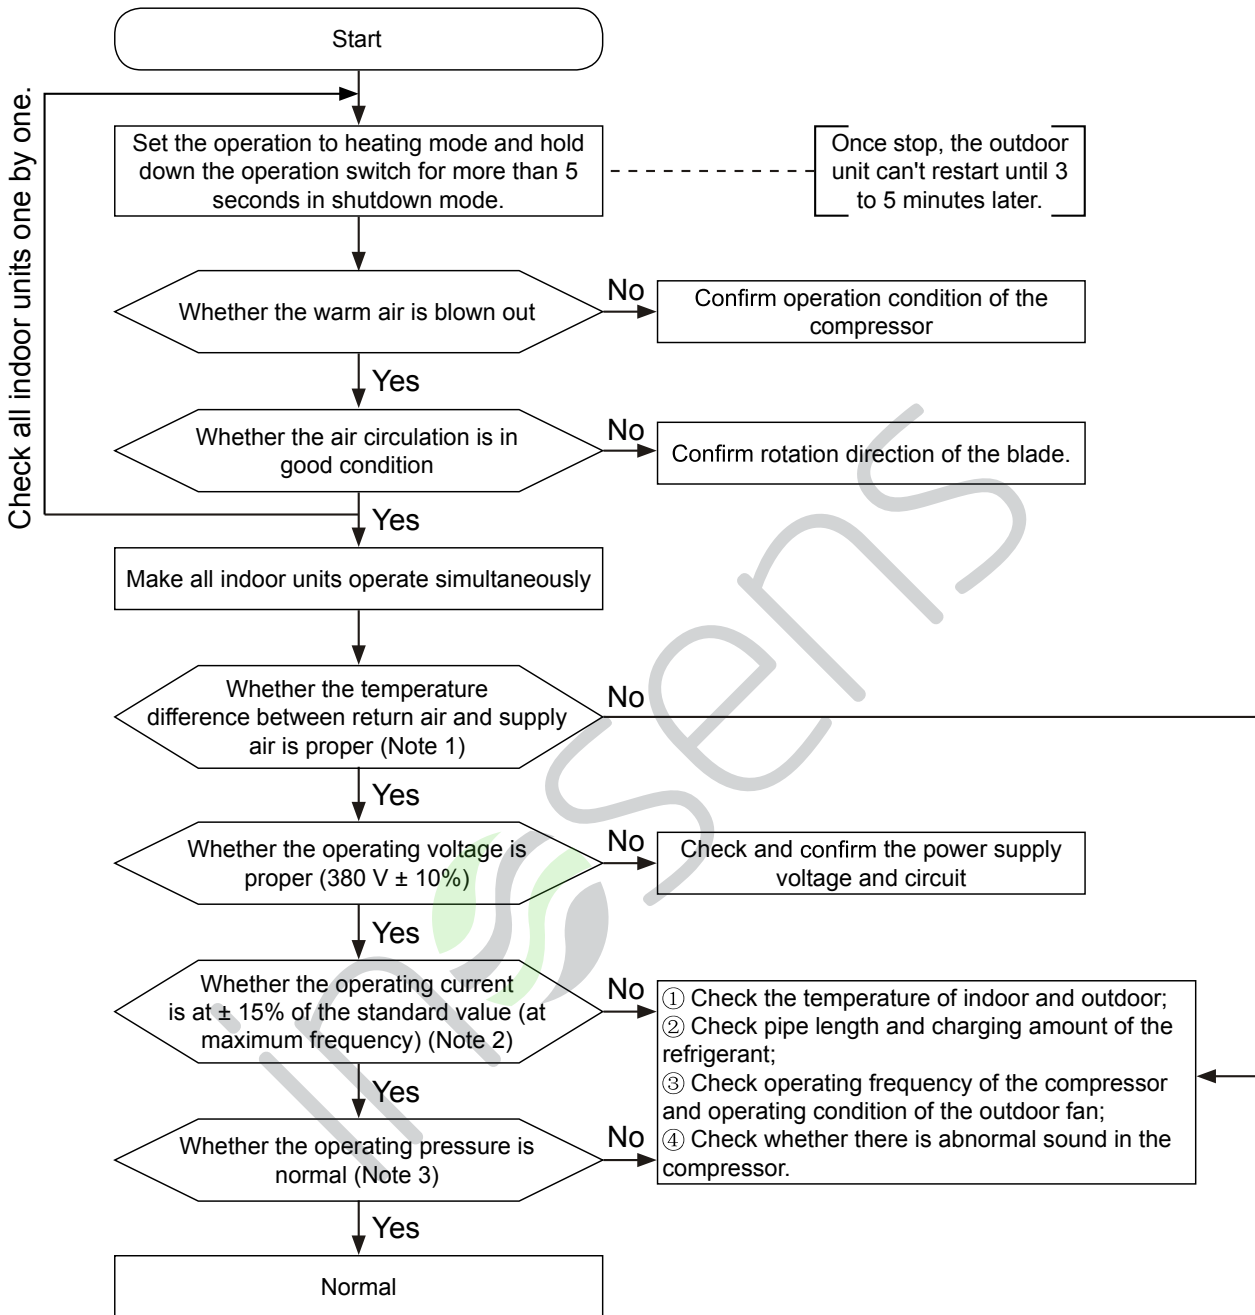 Start
Check all indoor units one by one.
Set the operation to heating mode and hold
down the operation switch for more than 5
seconds in shutdown mode.
Once stop, the outdoor
unit can't restart until 3
to 5 minutes later.
Whether the warm air is blown out
No
Confirm operation condition of the
compressor
Yes
Whether the air circulation is in
good condition
No
Confirm rotation direction of the blade.
Yes
Make all indoor units operate simultaneously
Whether the temperature
difference between return air and supply
air is proper (Note 1)
No
Yes
Whether the operating voltage is
proper (380 V ± 10%)
No
Check and confirm the power supply
voltage and circuit
Yes
Whether the operating current
is at ± 15% of the standard value (at
maximum frequency) (Note 2)
No
① Check the temperature of indoor and outdoor;
② Check pipe length and charging amount of the
refrigerant;
③ Check operating frequency of the compressor
and operating condition of the outdoor fan;
④ Check whether there is abnormal sound in the
compressor.
Yes
Whether the operating pressure is
normal (Note 3)
No
Yes
Normal
inssens